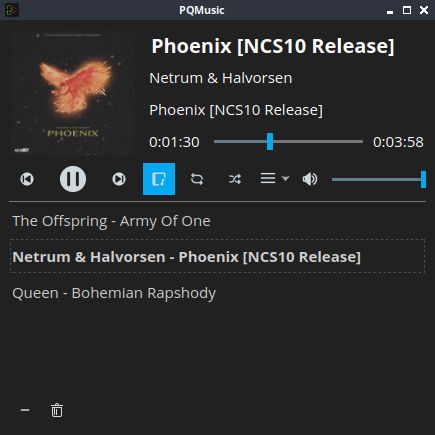 PQMusic
Phoenix [NCS10 Release]
Netrum & Halvorsen
Phoenix [NCS10 Release]
PHOENIX
0:01:30
0:03:58
The Offspring - Army Of One
Netrum & Halvorsen - Phoenix [NCS10 Release]
Queen - Bohemian Rapshody